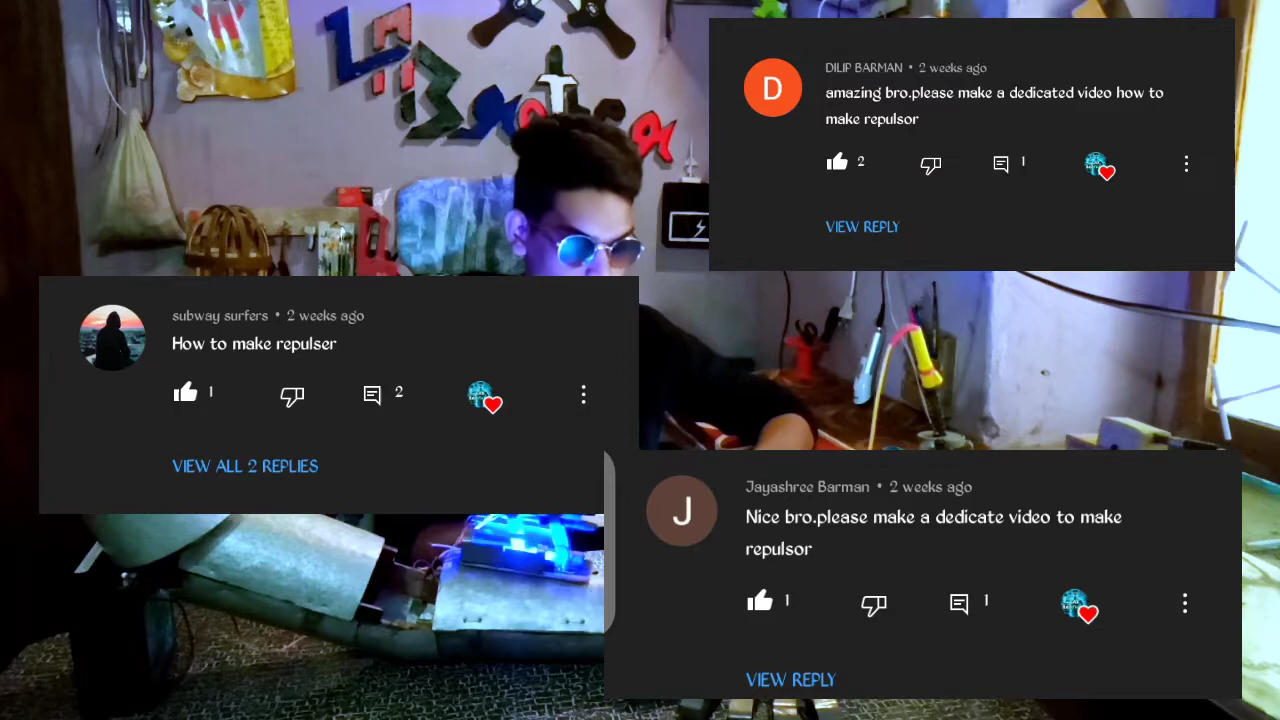 DILIP BARMAN • 2 weeks ago
amazing bro.please make a dedicated video how to
make repulsor
2
1
VIEW REPLY
subway surfers • 2 weeks ago
How to make repulser
1
2
VIEW ALL 2 REPLIES
Jayashree Barman • 2 weeks ago
Nice bro.please make a dedicate video to make
repulsor
1
1
VIEW REPLY